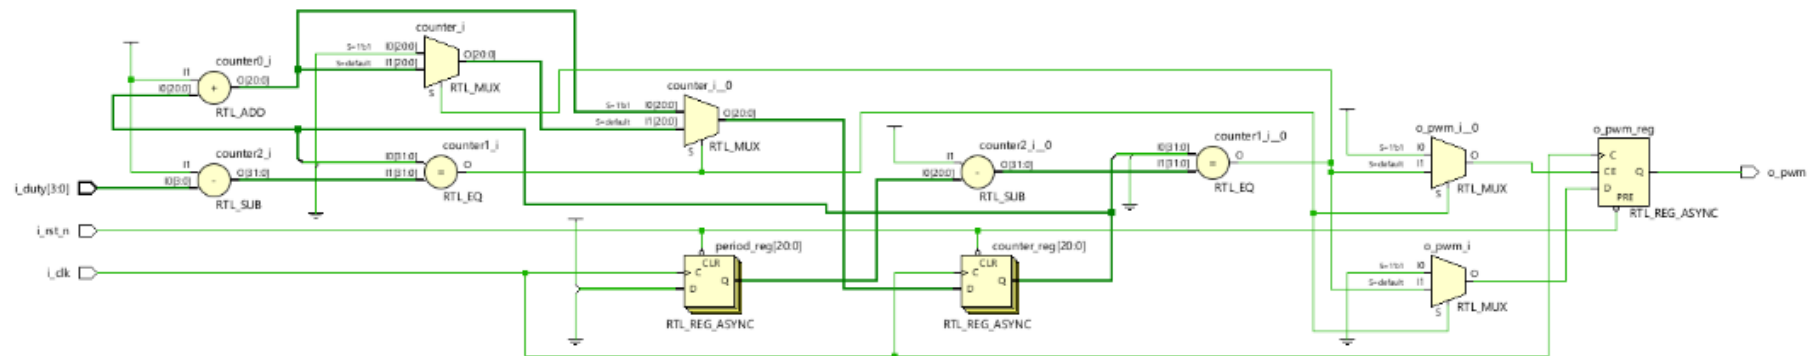 counter_i
S=1'b1 I0[20:0]
S=default I1[20:0]
O[20:0]
S
RTL_MUX
counter0_i
I1
I0[20:0]
+
O[20:0]
RTL_ADD
counter_i__0
S=1'b1 I0[20:0]
S=default I1[20:0]
O[20:0]
S
RTL_MUX
counter2_i
I1
I0[3:0]
-
O[31:0]
RTL_SUB
counter1_i
I0[31:0]
I1[31:0]
=
O
RTL_EQ
counter2_i__0
I1
I0[20:0]
-
O[31:0]
RTL_SUB
counter1_i__0
I0[31:0]
I1[31:0]
=
O
RTL_EQ
o_pwm_i__0
S=1'b1 I0
S=default I1
O
S
RTL_MUX
o_pwm_reg
C
CE
D
Q
PRE
RTL_REG_ASYNC
o_pwm
i_duty[3:0]
i_rst_n
i_clk
period_reg[20:0]
CLR
C
D
Q
RTL_REG_ASYNC
counter_reg[20:0]
CLR
C
D
Q
RTL_REG_ASYNC
o_pwm_i
S=1'b1 I0
S=default I1
O
S
RTL_MUX